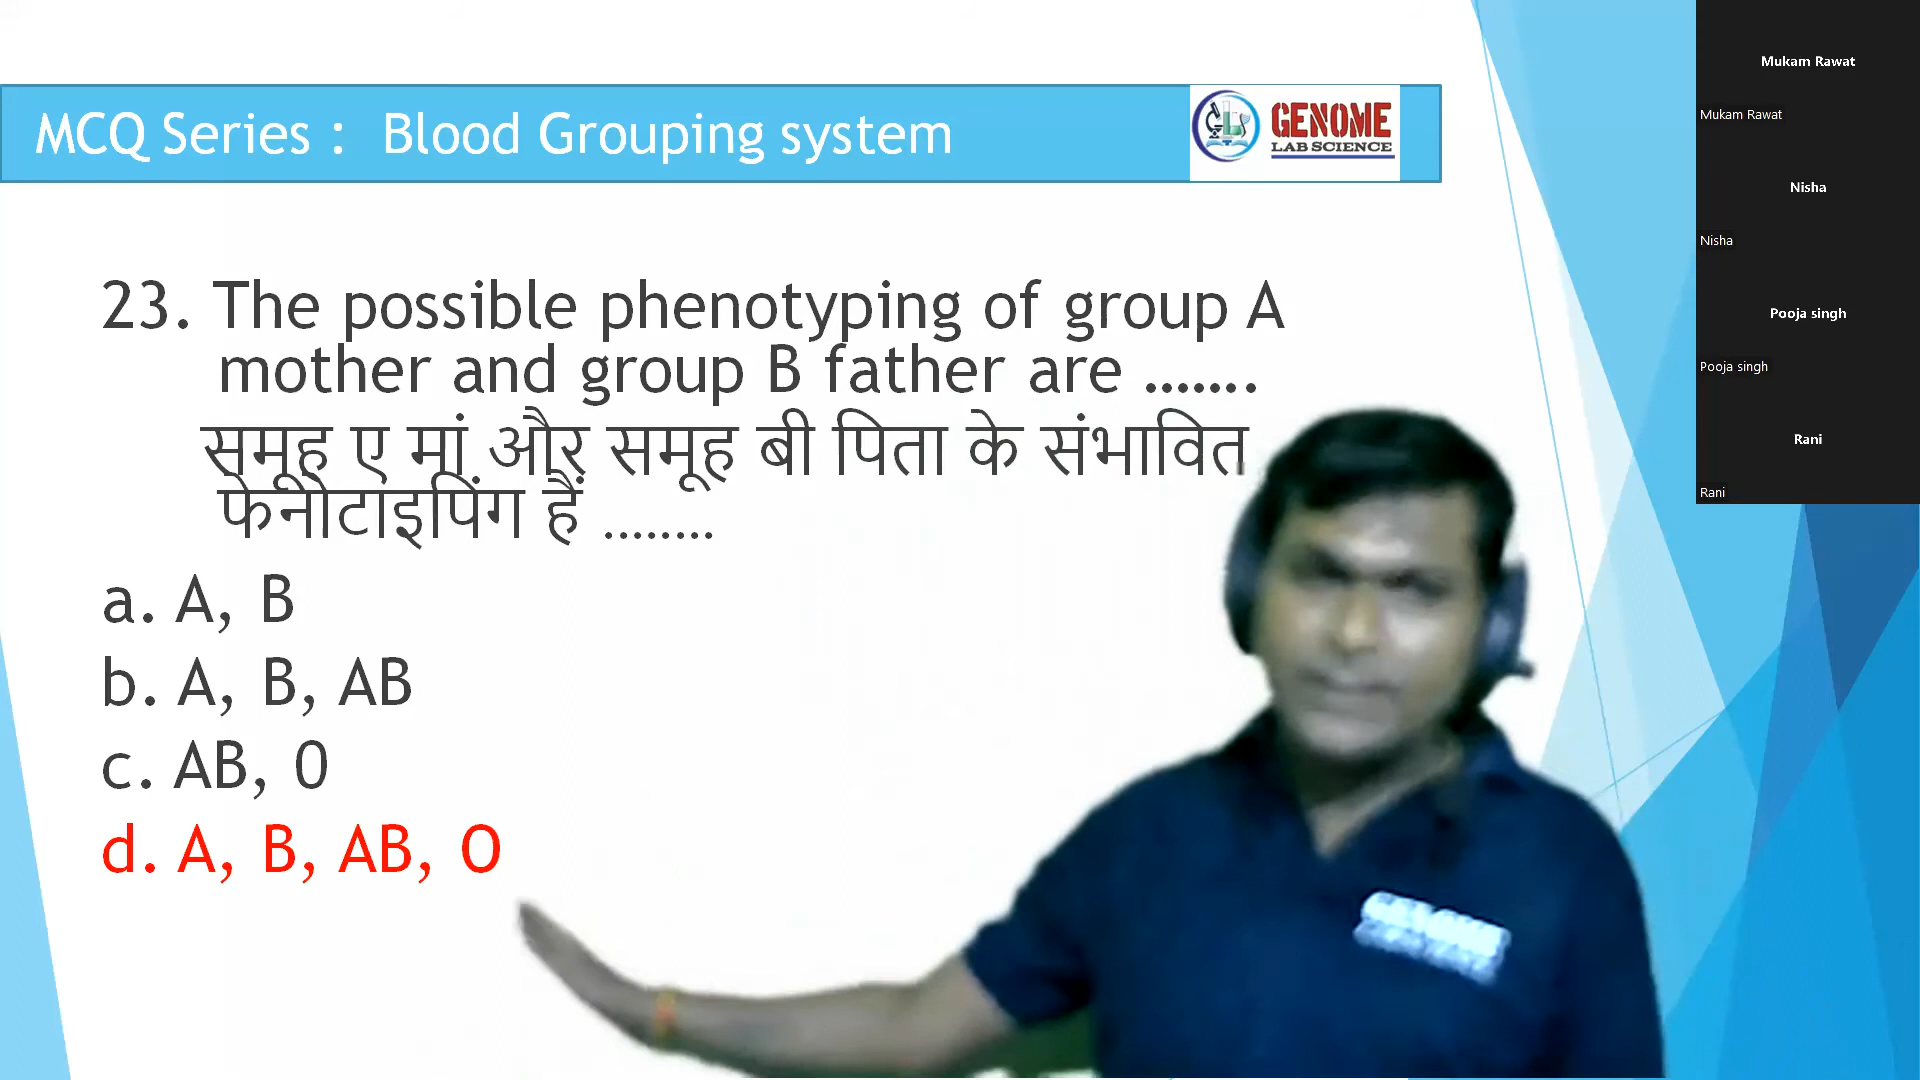 MCQ Series : Blood Grouping system
GENOME
LAB SCIENCE
23. The possible phenotyping of group A
mother and group B father are .......
समूह ए मां और समूह बी पिता के संभावित
फेनोटाइपिंग हैं ........
a. A, B
b. A, B, AB
c. AB, O
d. A, B, AB, O
Mukam Rawat
Mukam Rawat
Nisha
Nisha
Pooja singh
Pooja singh
Rani
Rani